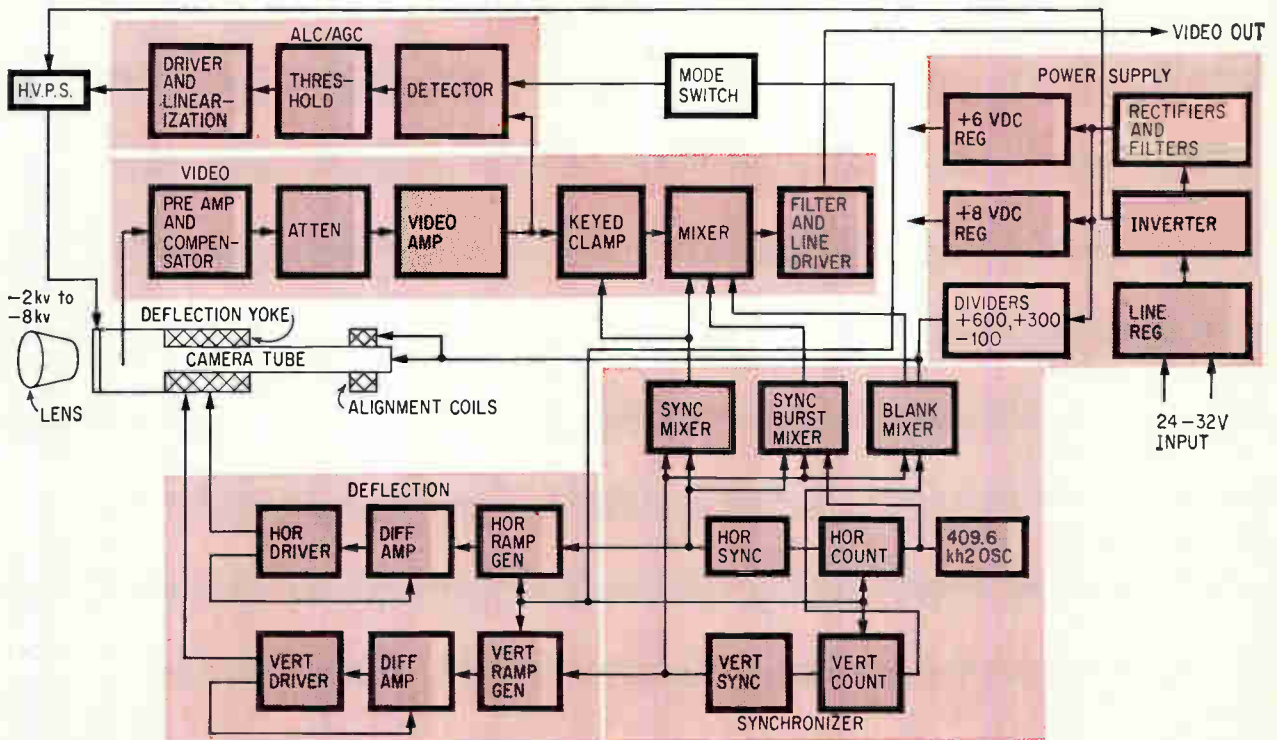 ALC/AGC
H.V.P.S.
DRIVER
AND
LINEAR-
IZATION
THRES-
HOLD
DETECTOR
MODE
SWITCH
VIDEO OUT
POWER SUPPLY
+6 VDC
REG
RECTIFIERS
AND
FILTERS
VIDEO
PRE AMP
AND
COMPEN-
SATOR
ATTEN
VIDEO
AMP
KEYED
CLAMP
MIXER
FILTER
AND
LINE
DRIVER
+8 VDC
REG
INVERTER
DIVIDERS
+600,+300
-100
LINE
REG
24-32V
INPUT
-2kv to
-8kv
DEFLECTION YOKE
CAMERA TUBE
LENS
ALIGNMENT COILS
SYNC
MIXER
SYNC
BURST
MIXER
BLANK
MIXER
DEFLECTION
HOR
DRIVER
DIFF
AMP
HOR
RAMP
GEN
HOR
SYNC
HOR
COUNT
409.6
kh2 OSC
VERT
DRIVER
DIFF
AMP
VERT
RAMP
GEN
VERT
SYNC
VERT
COUNT
SYNCHRONIZER